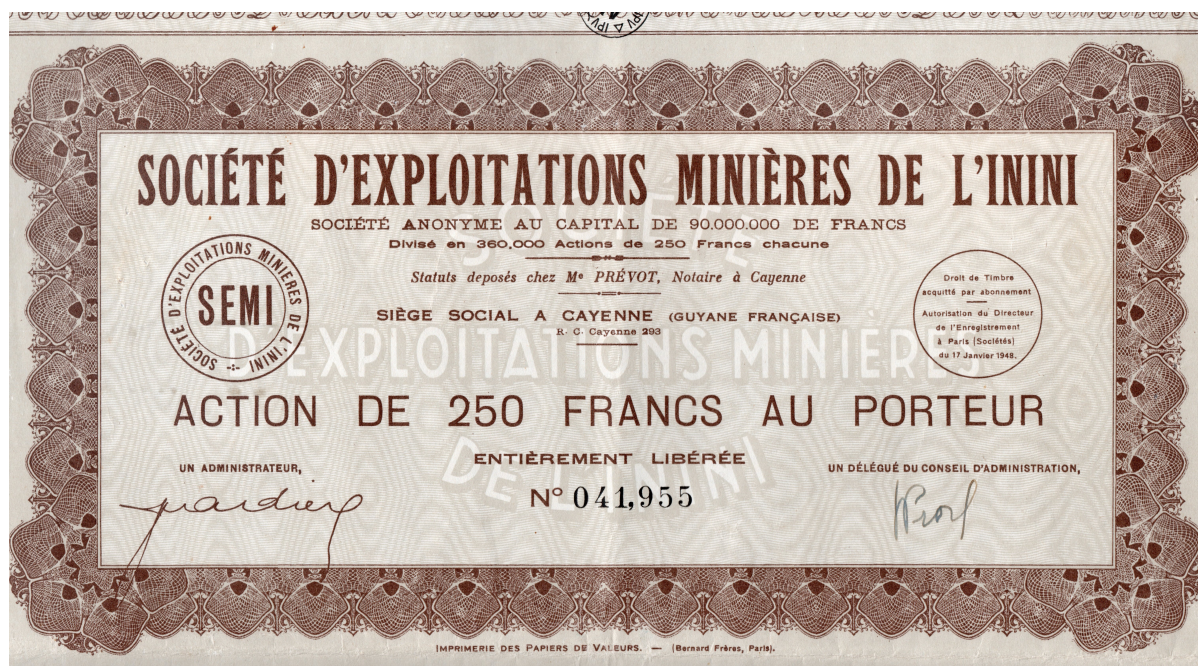 SOCIÉTÉ D'EXPLOITATIONS MINIÈRES DE L'ININI
SOCIÉTÉ ANONYME AU CAPITAL DE 90.000.000 DE FRANCS
Divisé en 360,000 Actions de 250 Francs chacune
Statuts deposés chez Me PRÉVOT, Notaire à Cayenne
SIÈGE SOCIAL A CAYENNE (GUYANE FRANÇAISE)
R. C. Cayenne 293
SOCIÉTÉ D'EXPLOITATIONS MINIÈRES DE L'ININI -:-
SEMI
Droit de Timbre
acquitté par abonnement
Autorisation du Directeur
de l'Enregistrement
à Paris (Sociétés)
du 17 Janvier 1948.
SOCIÉTÉ
D'EXPLOITATIONS MINIÈRES
DE L'ININI
ACTION DE 250 FRANCS AU PORTEUR
ENTIÈREMENT LIBÉRÉE
UN ADMINISTRATEUR,
UN DÉLÉGUÉ DU CONSEIL D'ADMINISTRATION,
No 041,955
IMPRIMERIE DES PAPIERS DE VALEURS. — (Bernard Frères, Paris).